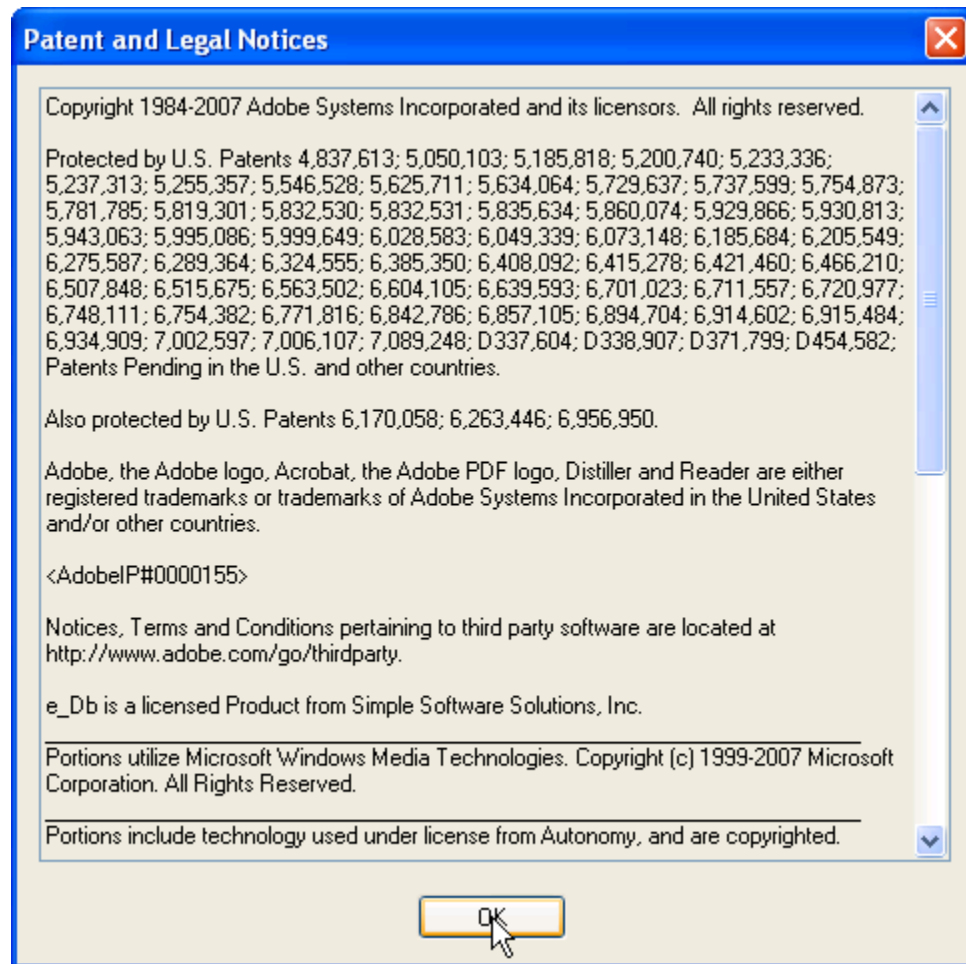 Patent and Legal Notices
Copyright 1984-2007 Adobe Systems Incorporated and its licensors.  All rights reserved.
Protected by U.S. Patents 4,837,613; 5,050,103; 5,185,818; 5,200,740; 5,233,336;
5,237,313; 5,255,357; 5,546,528; 5,625,711; 5,634,064; 5,729,637; 5,737,599; 5,754,873;
5,781,785; 5,819,301; 5,832,530; 5,832,531; 5,835,634; 5,860,074; 5,929,866; 5,930,813;
5,943,063; 5,995,086; 5,999,649; 6,028,583; 6,049,339; 6,073,148; 6,185,684; 6,205,549;
6,275,587; 6,289,364; 6,324,555; 6,385,350; 6,408,092; 6,415,278; 6,421,460; 6,466,210;
6,507,848; 6,515,675; 6,563,502; 6,604,105; 6,639,593; 6,701,023; 6,711,557; 6,720,977;
6,748,111; 6,754,382; 6,771,816; 6,842,786; 6,857,105; 6,894,704; 6,914,602; 6,915,484;
6,934,909; 7,002,597; 7,006,107; 7,089,248; D337,604; D338,907; D371,799; D454,582;
Patents Pending in the U.S. and other countries.
Also protected by U.S. Patents 6,170,058; 6,263,446; 6,956,950.
Adobe, the Adobe logo, Acrobat, the Adobe PDF logo, Distiller and Reader are either
registered trademarks or trademarks of Adobe Systems Incorporated in the United States
and/or other countries.
<AdobeIP#0000155>
Notices, Terms and Conditions pertaining to third party software are located at
http://www.adobe.com/go/thirdparty.
e_Db is a licensed Product from Simple Software Solutions, Inc.
Portions utilize Microsoft Windows Media Technologies. Copyright (c) 1999-2007 Microsoft
Corporation. All Rights Reserved.
Portions include technology used under license from Autonomy, and are copyrighted.
OK